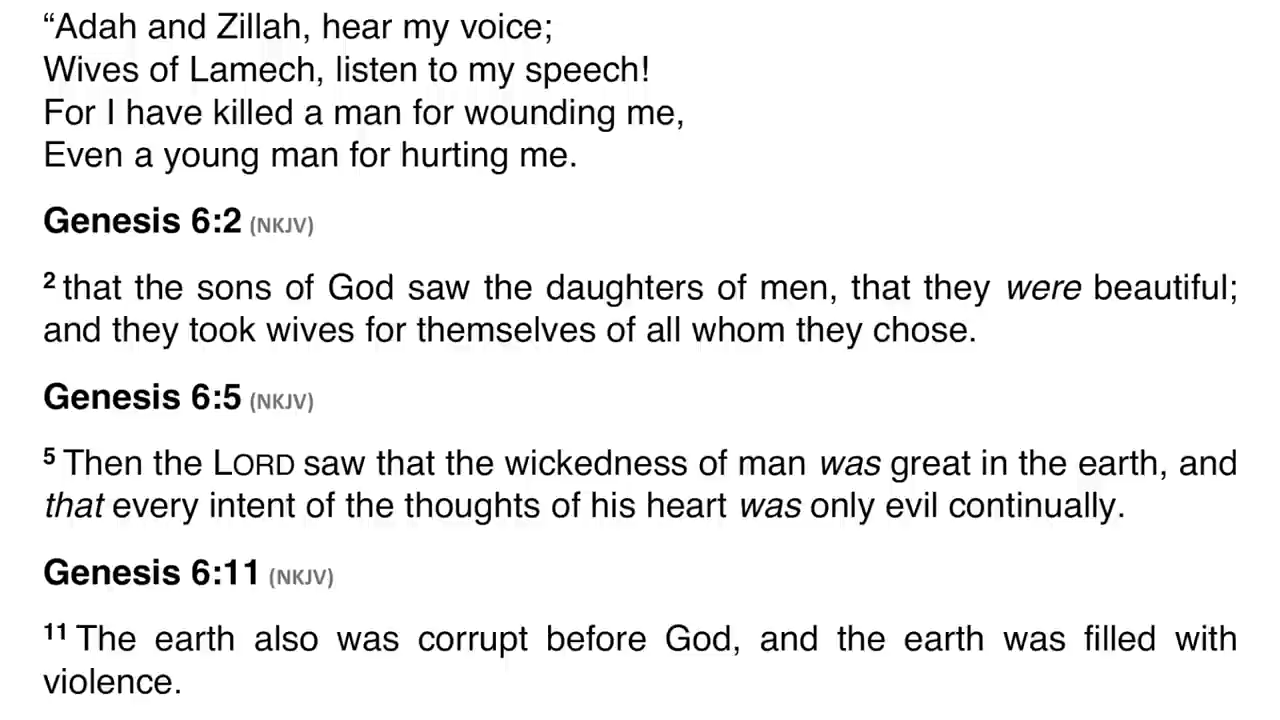 “Adah and Zillah, hear my voice;
Wives of Lamech, listen to my speech!
For I have killed a man for wounding me,
Even a young man for hurting me.
Genesis 6:2 (NKJV)
2 that the sons of God saw the daughters of men, that they were beautiful;
and they took wives for themselves of all whom they chose.
Genesis 6:5 (NKJV)
5 Then the LORD saw that the wickedness of man was great in the earth, and
that every intent of the thoughts of his heart was only evil continually.
Genesis 6:11 (NKJV)
11 The earth also was corrupt before God, and the earth was filled with
violence.